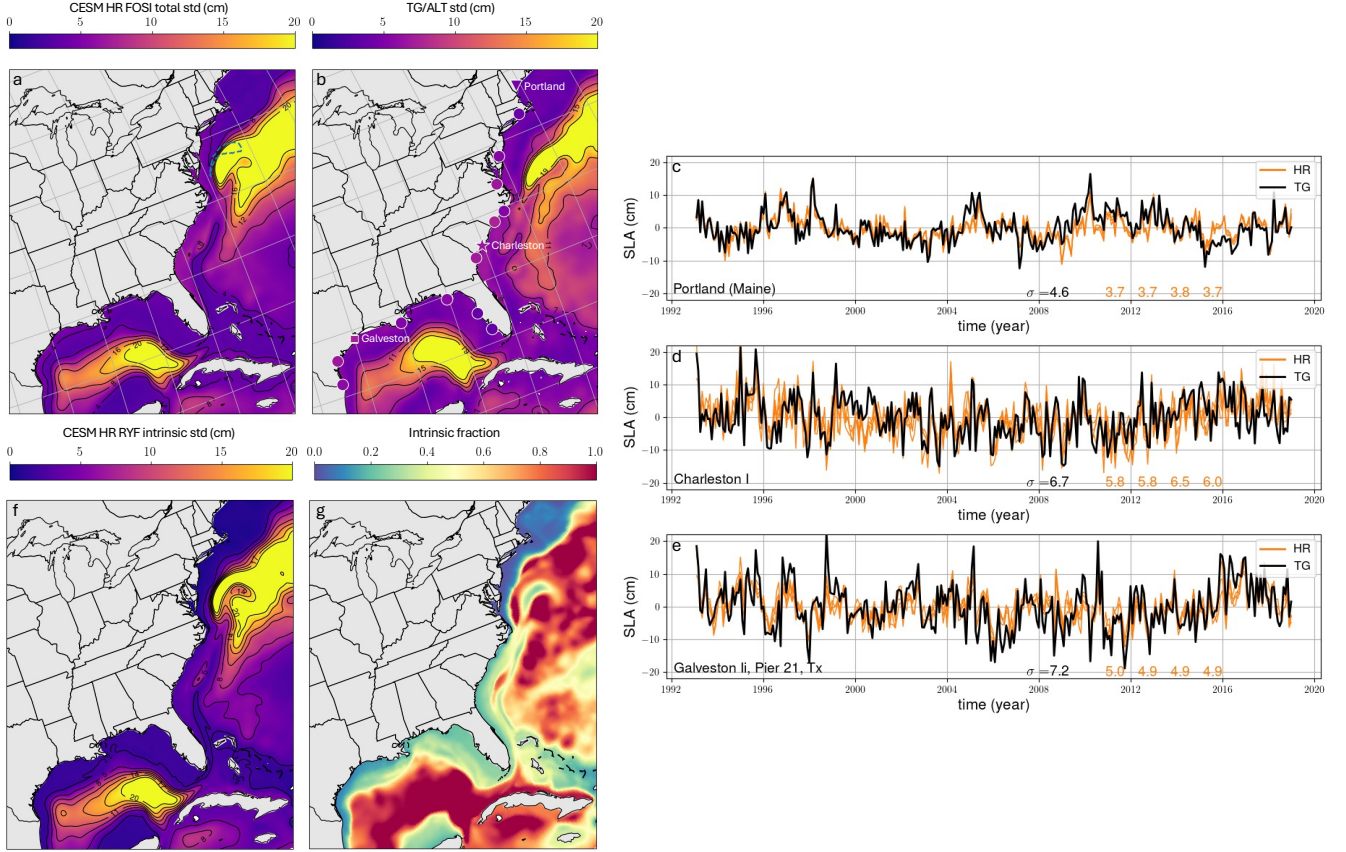 CESM HR FOSI total std (cm)
0 5 10 15 20
TG/ALT std (cm)
0 5 10 15 20
a
b
Portland
Charleston
Galveston
c
SLA (cm)
20
10
0
−10
−20
HR
TG
Portland (Maine)
σ =4.6 3.7 3.7 3.8 3.7
1992 1996 2000 2004 2008 2012 2016 2020
time (year)
d
SLA (cm)
20
10
0
−10
−20
HR
TG
Charleston I
σ =6.7 5.8 5.8 6.5 6.0
1992 1996 2000 2004 2008 2012 2016 2020
time (year)
e
SLA (cm)
20
10
0
−10
−20
HR
TG
Galveston Ii, Pier 21, Tx
σ =7.2 5.0 4.9 4.9 4.9
1992 1996 2000 2004 2008 2012 2016 2020
time (year)
CESM HR RYF intrinsic std (cm)
0 5 10 15 20
Intrinsic fraction
0.0 0.2 0.4 0.6 0.8 1.0
f
g